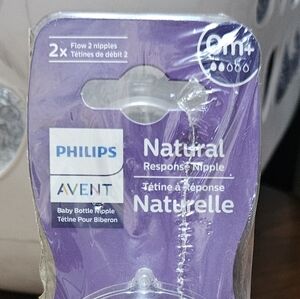 2x Flow 2 nipples
Tétines de débit 2
0m+
PHILIPS
AVENT
Baby Bottle Nipple
Tétine Pour Biberon
Natural
Response Nipple
Tétine à Réponse
Naturelle